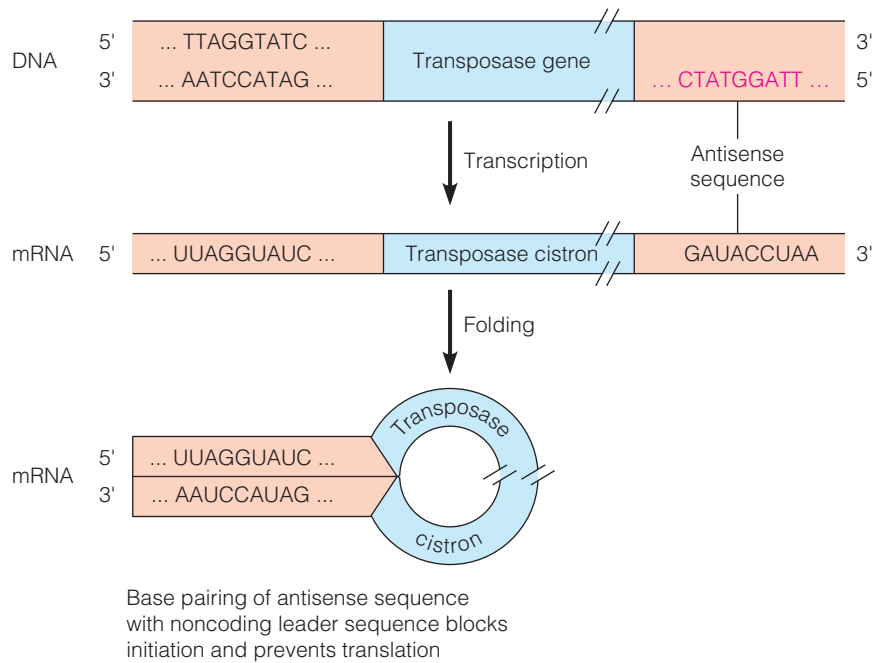 DNA
5'
... TTAGGTATC ...
Transposase gene
3'
3'
... AATCCATAG ...
... CTATGGATT ...
5'
Transcription
Antisense
sequence
mRNA
5'
... UUAGGUAUC ...
Transposase cistron
GAUACCUAA
3'
Folding
mRNA
5'
... UUAGGUAUC ...
3'
... AAUCCAUAG ...
Transposase
cistron
Base pairing of antisense sequence
with noncoding leader sequence blocks
initiation and prevents translation